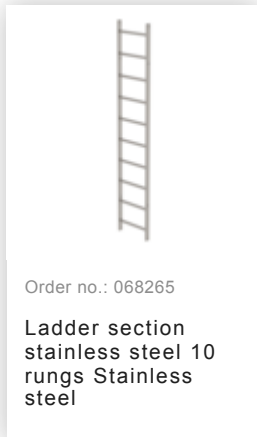 Order no.: 068265
Ladder section
stainless steel 10
rungs Stainless
steel